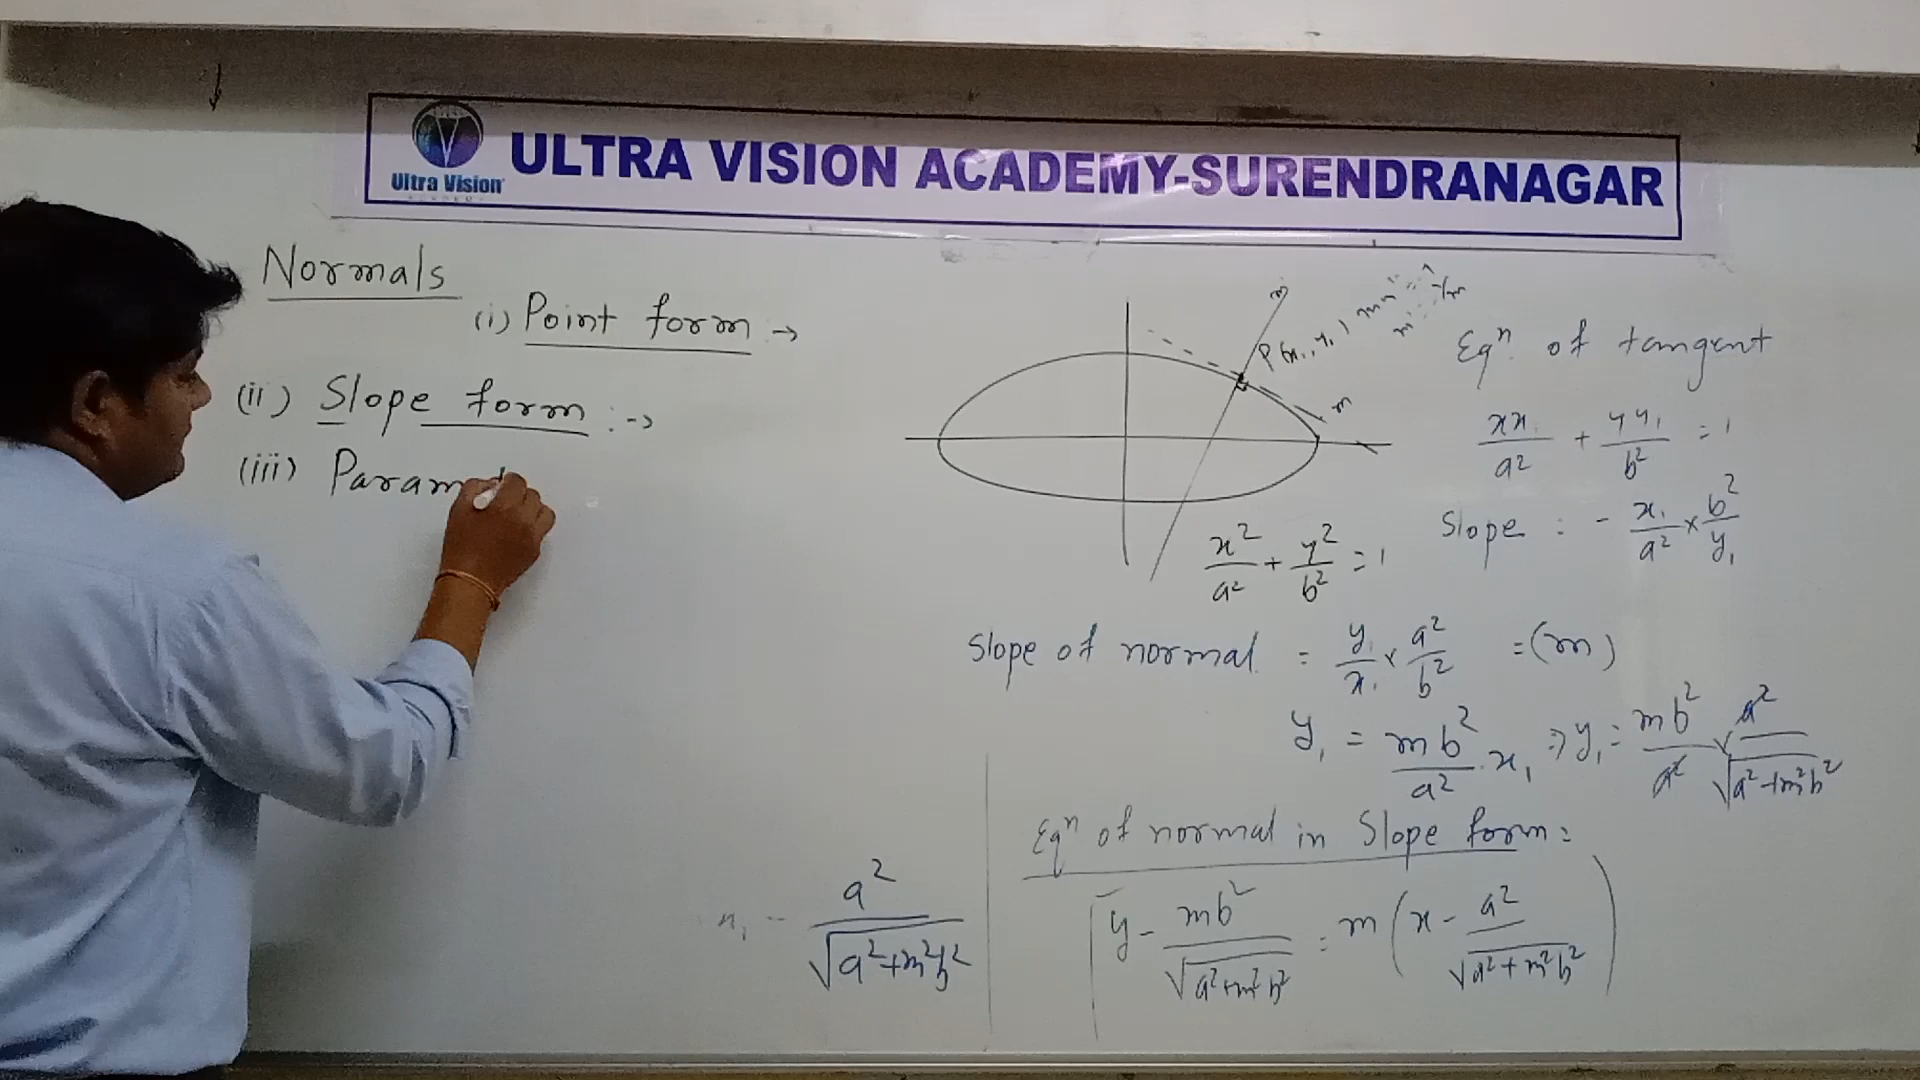 ULTRA VISION ACADEMY-SURENDRANAGAR
Ultra Vision
Normals
(i) Point form →
(ii) Slope form :→
(iii) Param
P(x₁, y₁)
m
x²/a² + y²/b² = 1
Eqⁿ. of tangent
xx₁/a² + yy₁/b² = 1
Slope : - x₁/a² × b²/y₁
Slope of normal = y₁/x₁ × a²/b² = (m)
y₁ = mb²/a² · x₁ ⇒ y₁ = mb²/a² × a²/√(a²+m²b²)
Eqⁿ of normal in Slope form:
y - mb²/√(a²+m²b²) = m(x - a²/√(a²+m²b²))
x₁ = a²/√(a²+m²b²)